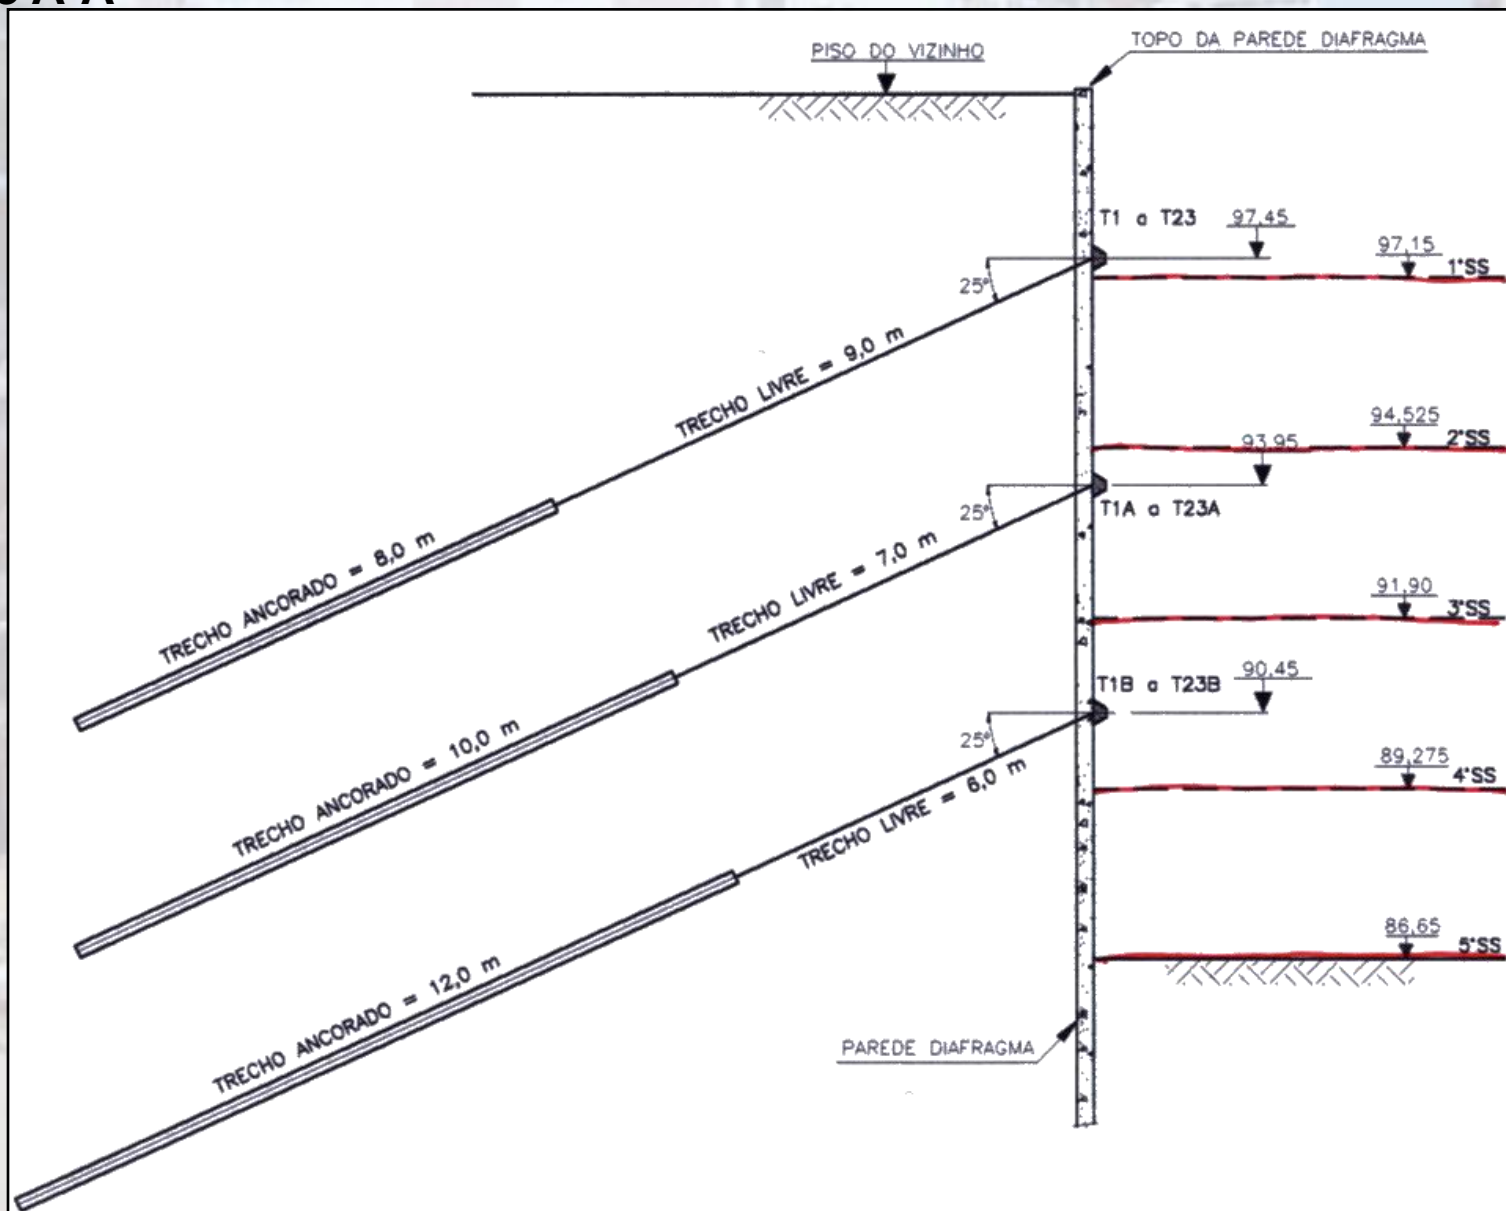 TOPO DA PAREDE DIAFRAGMA
PISO DO VIZINHO
T1 a T23
97,45
97,15
1°SS
25°
TRECHO LIVRE = 9,0 m
94,525
2°SS
93,95
25°
T1A a T23A
TRECHO ANCORADO = 8,0 m
TRECHO LIVRE = 7,0 m
91,90
3°SS
T1B a T23B
90,45
25°
TRECHO ANCORADO = 10,0 m
TRECHO LIVRE = 6,0 m
89,275
4°SS
86,65
5°SS
TRECHO ANCORADO = 12,0 m
PAREDE DIAFRAGMA